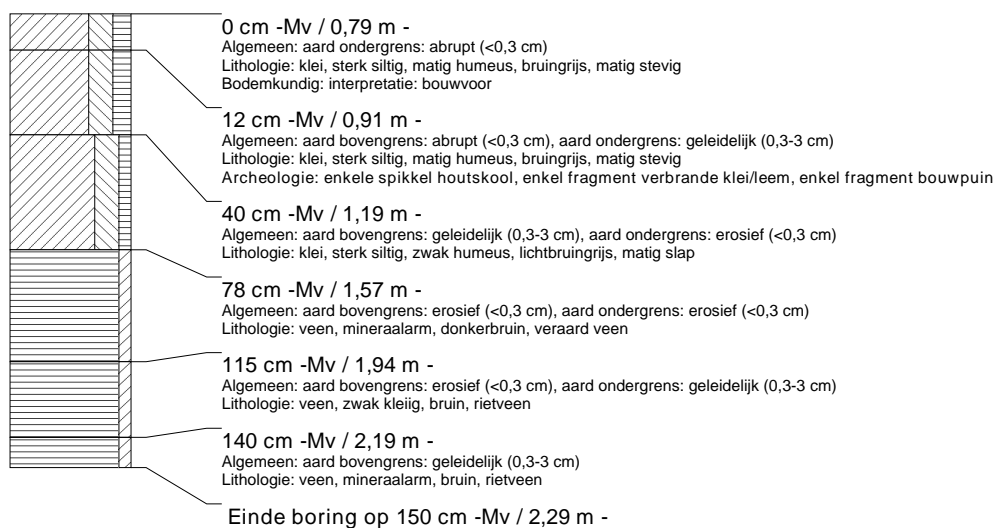 0 cm -Mv / 0,79 m -
Algemeen: aard ondergrens: abrupt (<0,3 cm)
Lithologie: klei, sterk siltig, matig humeus, bruingrijs, matig stevig
Bodemkundig: interpretatie: bouwvoor
12 cm -Mv / 0,91 m -
Algemeen: aard bovengrens: abrupt (<0,3 cm), aard ondergrens: geleidelijk (0,3-3 cm)
Lithologie: klei, sterk siltig, matig humeus, bruingrijs, matig stevig
Archeologie: enkele spikkel houtskool, enkel fragment verbrande klei/leem, enkel fragment bouwpuin
40 cm -Mv / 1,19 m -
Algemeen: aard bovengrens: geleidelijk (0,3-3 cm), aard ondergrens: erosief (<0,3 cm)
Lithologie: klei, sterk siltig, zwak humeus, lichtbruingrijs, matig slap
78 cm -Mv / 1,57 m -
Algemeen: aard bovengrens: erosief (<0,3 cm), aard ondergrens: erosief (<0,3 cm)
Lithologie: veen, mineraalarm, donkerbruin, veraard veen
115 cm -Mv / 1,94 m -
Algemeen: aard bovengrens: erosief (<0,3 cm), aard ondergrens: geleidelijk (0,3-3 cm)
Lithologie: veen, zwak kleiig, bruin, rietveen
140 cm -Mv / 2,19 m -
Algemeen: aard bovengrens: geleidelijk (0,3-3 cm)
Lithologie: veen, mineraalarm, bruin, rietveen
Einde boring op 150 cm -Mv / 2,29 m -